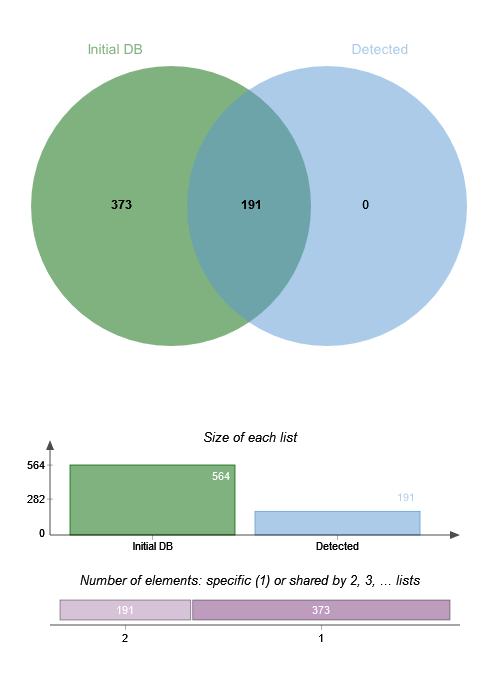 Initial DB
Detected
373
191
0
Size of each list
564
282
0
564
191
Initial DB
Detected
Number of elements: specific (1) or shared by 2, 3, ... lists
191
373
2
1